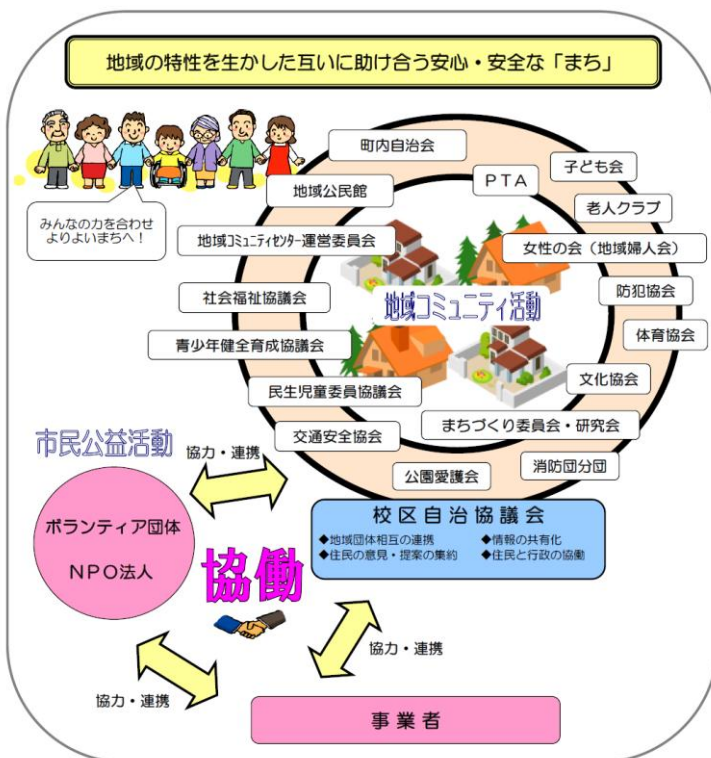 地域の特性を生かした互いに助け合う安心・安全な「まち」
みんなの力を合わせ
よりよいまちへ！
町内自治会
子ども会
PTA
地域公民館
老人クラブ
地域コミュニティセンター運営委員会
女性の会（地域婦人会）
社会福祉協議会
防犯協会
地域コミュニティ活動
青少年健全育成協議会
体育協会
民生児童委員協議会
文化協会
交通安全協会
まちづくり委員会・研究会
公園愛護会
消防団分団
市民公益活動
協力・連携
ボランティア団体
NPO法人
校区自治協議会
◆地域団体相互の連携　◆情報の共有化
◆住民の意見・提案の集約　◆住民と行政の協働
協働
協力・連携
協力・連携
事業者